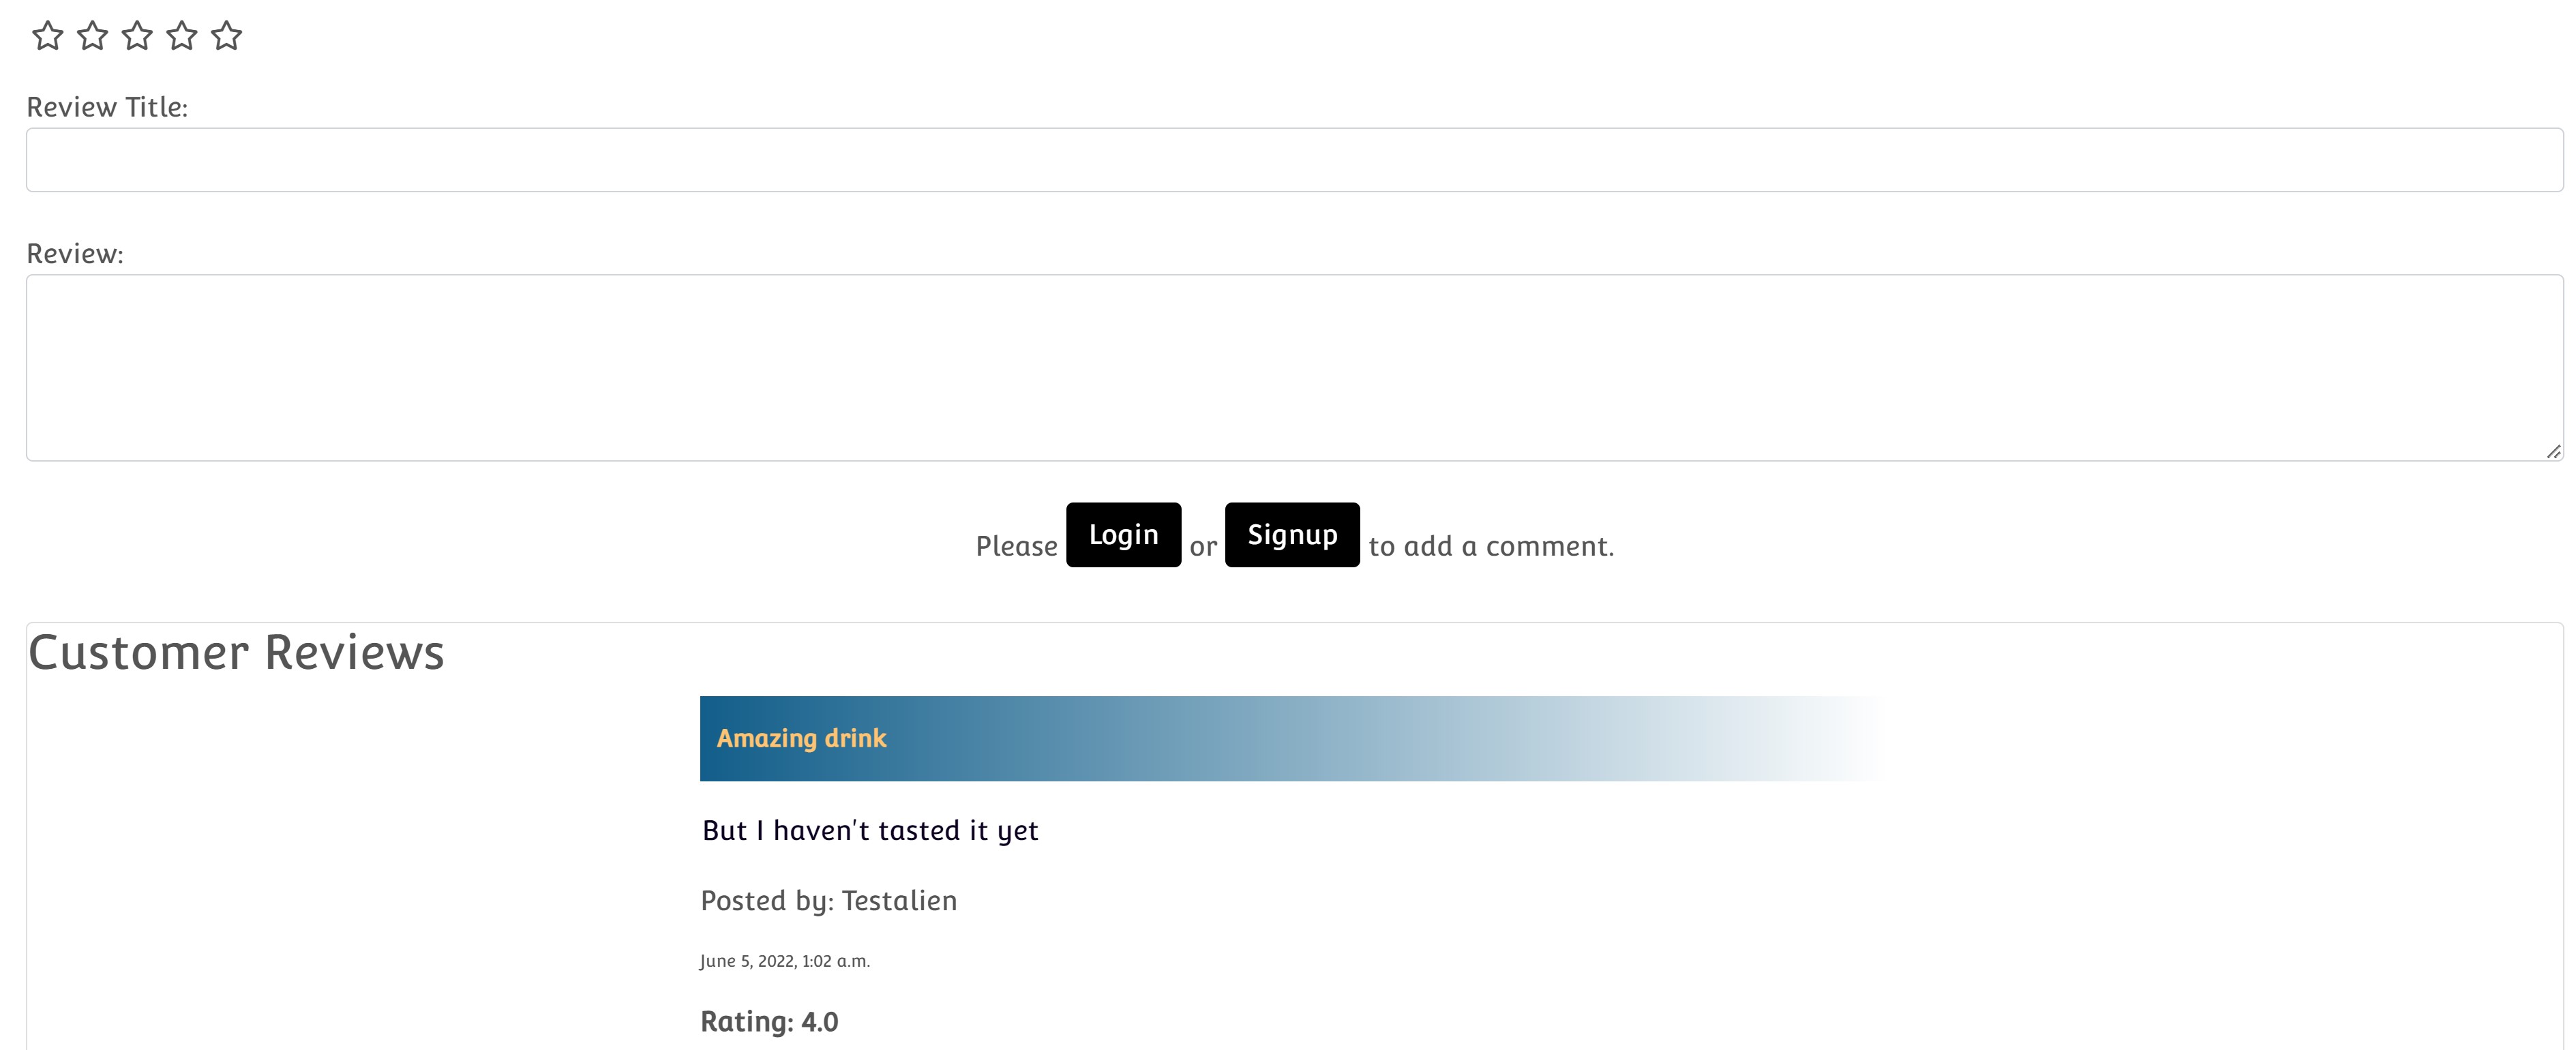 Review Title:
Review:
Please Login or Signup to add a comment.
Customer Reviews
Amazing drink
But I haven't tasted it yet
Posted by: Testalien
June 5, 2022, 1:02 a.m.
Rating: 4.0